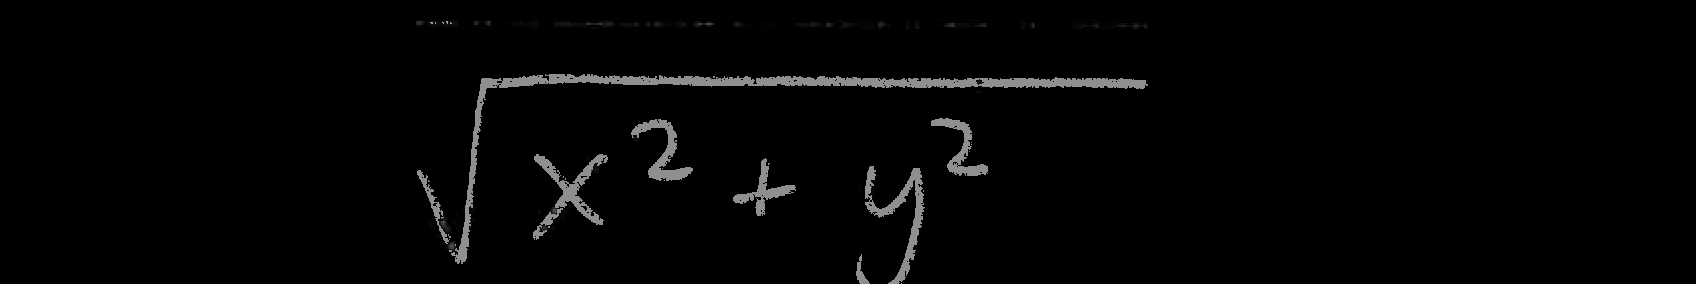 √(x² + y²)